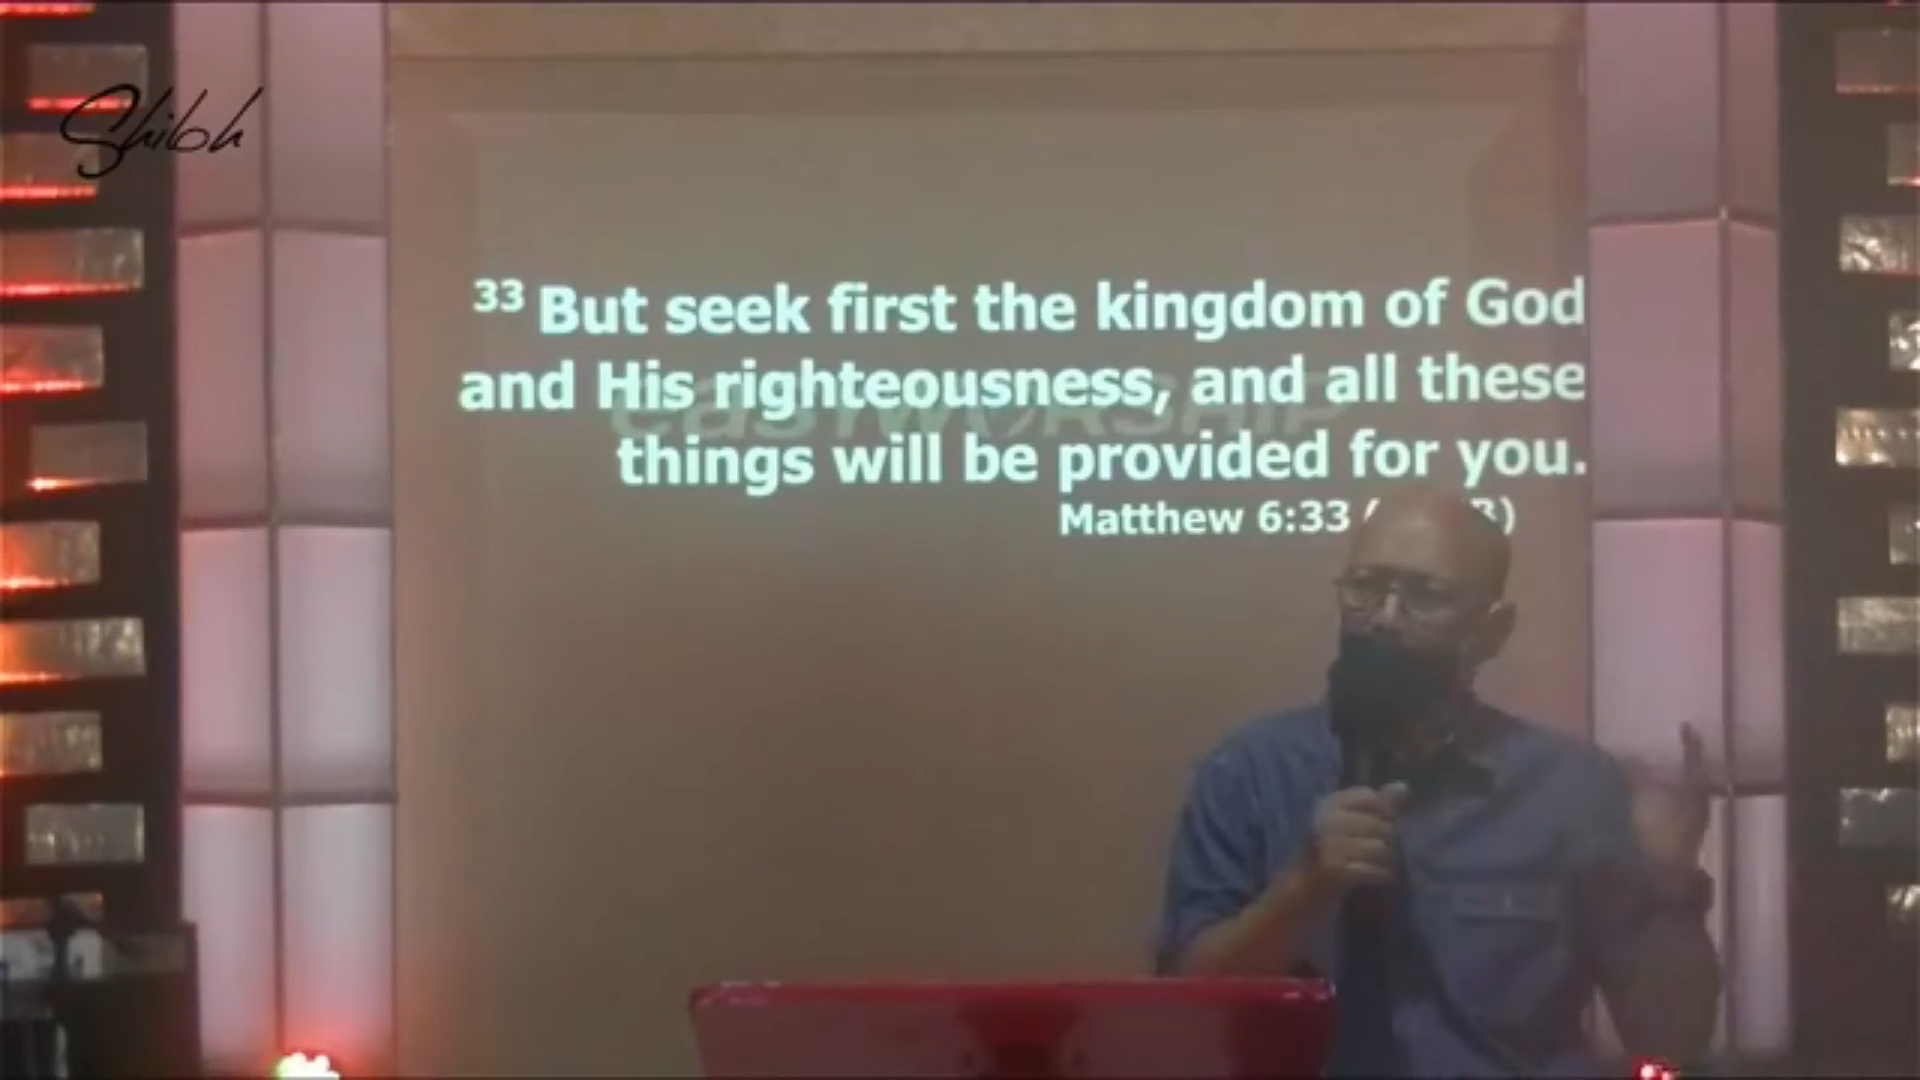 Shiloh
33 But seek first the kingdom of God
and His righteousness, and all these
things will be provided for you.
Matthew 6:33
easyWORSHIP